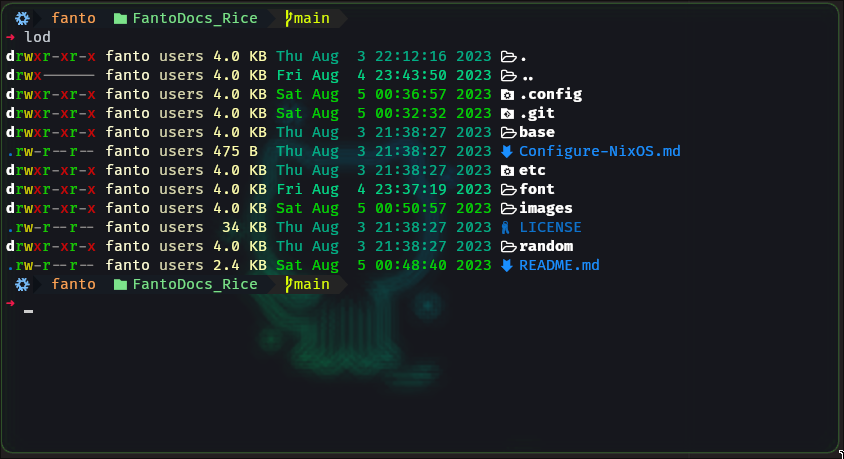 fanto FantoDocs_Rice main
→ lod
drwxr-xr-x fanto users 4.0 KB Thu Aug  3 22:12:16 2023 .
drwx------ fanto users 4.0 KB Fri Aug  4 23:43:50 2023 ..
drwxr-xr-x fanto users 4.0 KB Sat Aug  5 00:36:57 2023 .config
drwxr-xr-x fanto users 4.0 KB Sat Aug  5 00:32:32 2023 .git
drwxr-xr-x fanto users 4.0 KB Thu Aug  3 21:38:27 2023 base
.rw-r--r-- fanto users 475 B  Thu Aug  3 21:38:27 2023 Configure-NixOS.md
drwxr-xr-x fanto users 4.0 KB Thu Aug  3 21:38:27 2023 etc
drwxr-xr-x fanto users 4.0 KB Fri Aug  4 23:37:19 2023 font
drwxr-xr-x fanto users 4.0 KB Sat Aug  5 00:50:57 2023 images
.rw-r--r-- fanto users  34 KB Thu Aug  3 21:38:27 2023 LICENSE
drwxr-xr-x fanto users 4.0 KB Thu Aug  3 21:38:27 2023 random
.rw-r--r-- fanto users 2.4 KB Sat Aug  5 00:48:40 2023 README.md
fanto FantoDocs_Rice main
→ _